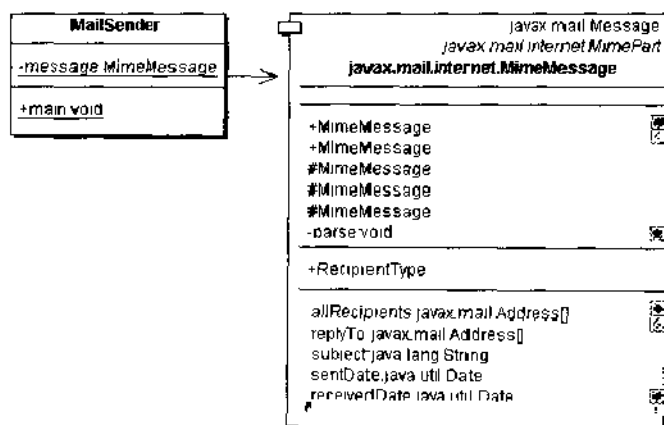 MailSender
-message MimeMessage
+main void
javax mail Message
javax mail internet MimePart
javax.mail.internet.MimeMessage
+MimeMessage
+MimeMessage
#MimeMessage
#MimeMessage
#MimeMessage
-parse void
+RecipientType
allRecipients javax.mail Address[]
replyTo javax.mail Address[]
subject java lang String
sentDate.java util Date
receivedDate java util Date